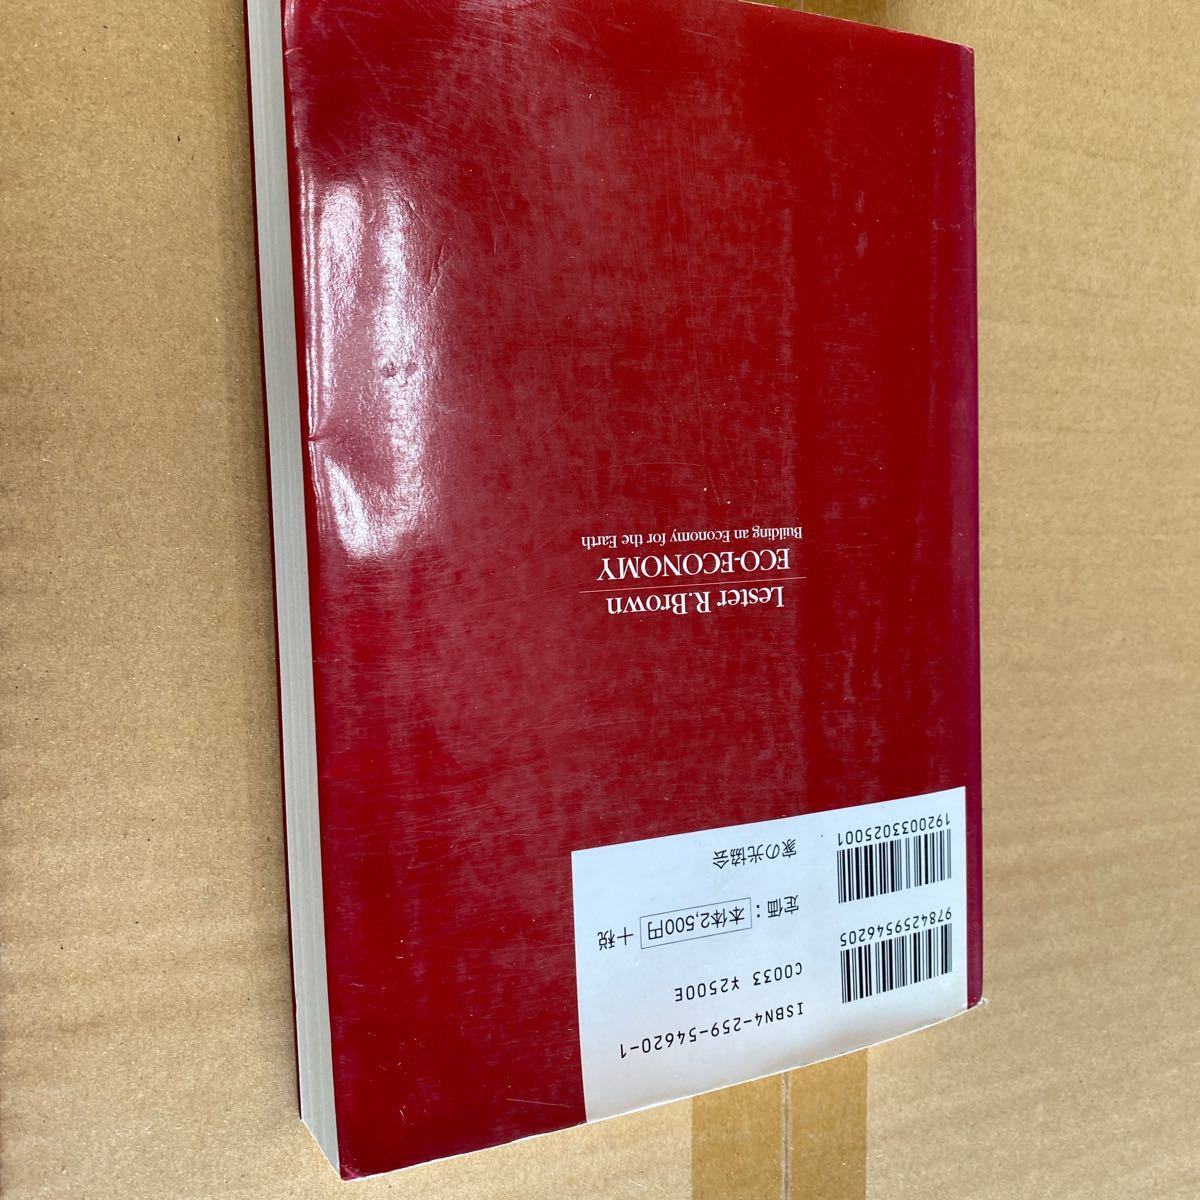 ISBN4-259-54620-1
C0033 ¥2500E
定価：本体2,500円 ＋税
家の光協会
9784259546205
1920033025001
Lester R.Brown
ECO-ECONOMY
Building an Economy for the Earth